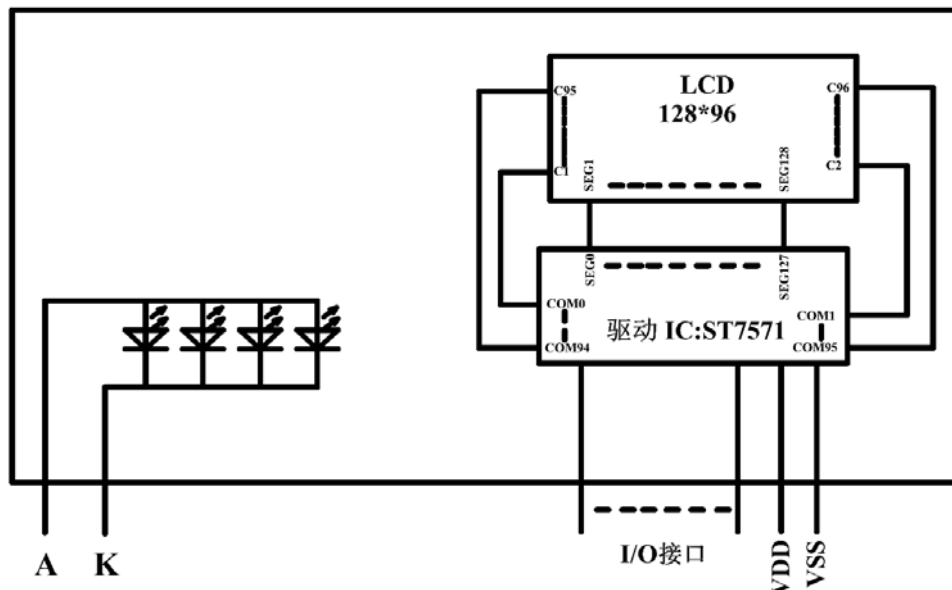 LCD
128*96
C95
C96
C1
C2
SEG1
SEG128
SEG0
SEG127
COM0
COM1
驱动 IC:ST7571
COM94
COM95
A
K
I/O接口
VDD
VSS